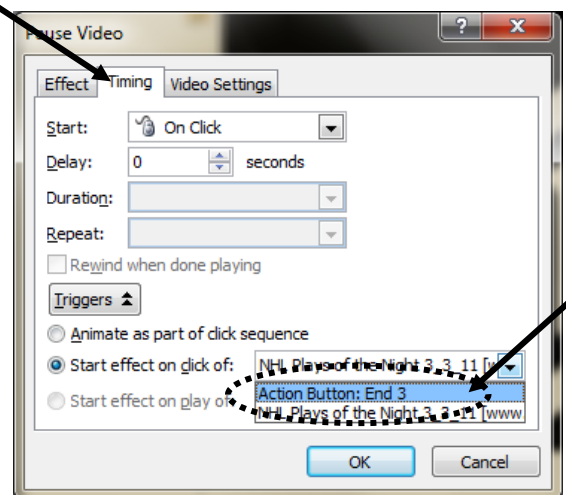 Pause Video
Effect Timing Video Settings
Start: On Click
Delay: 0 seconds
Duration:
Repeat:
Rewind when done playing
Triggers
Animate as part of click sequence
Start effect on click of: NHL Plays of the Night 3_3_11 [w
Action Button: End 3
Start effect on play of
NHL Plays of the Night 3_3_11 [www
OK Cancel